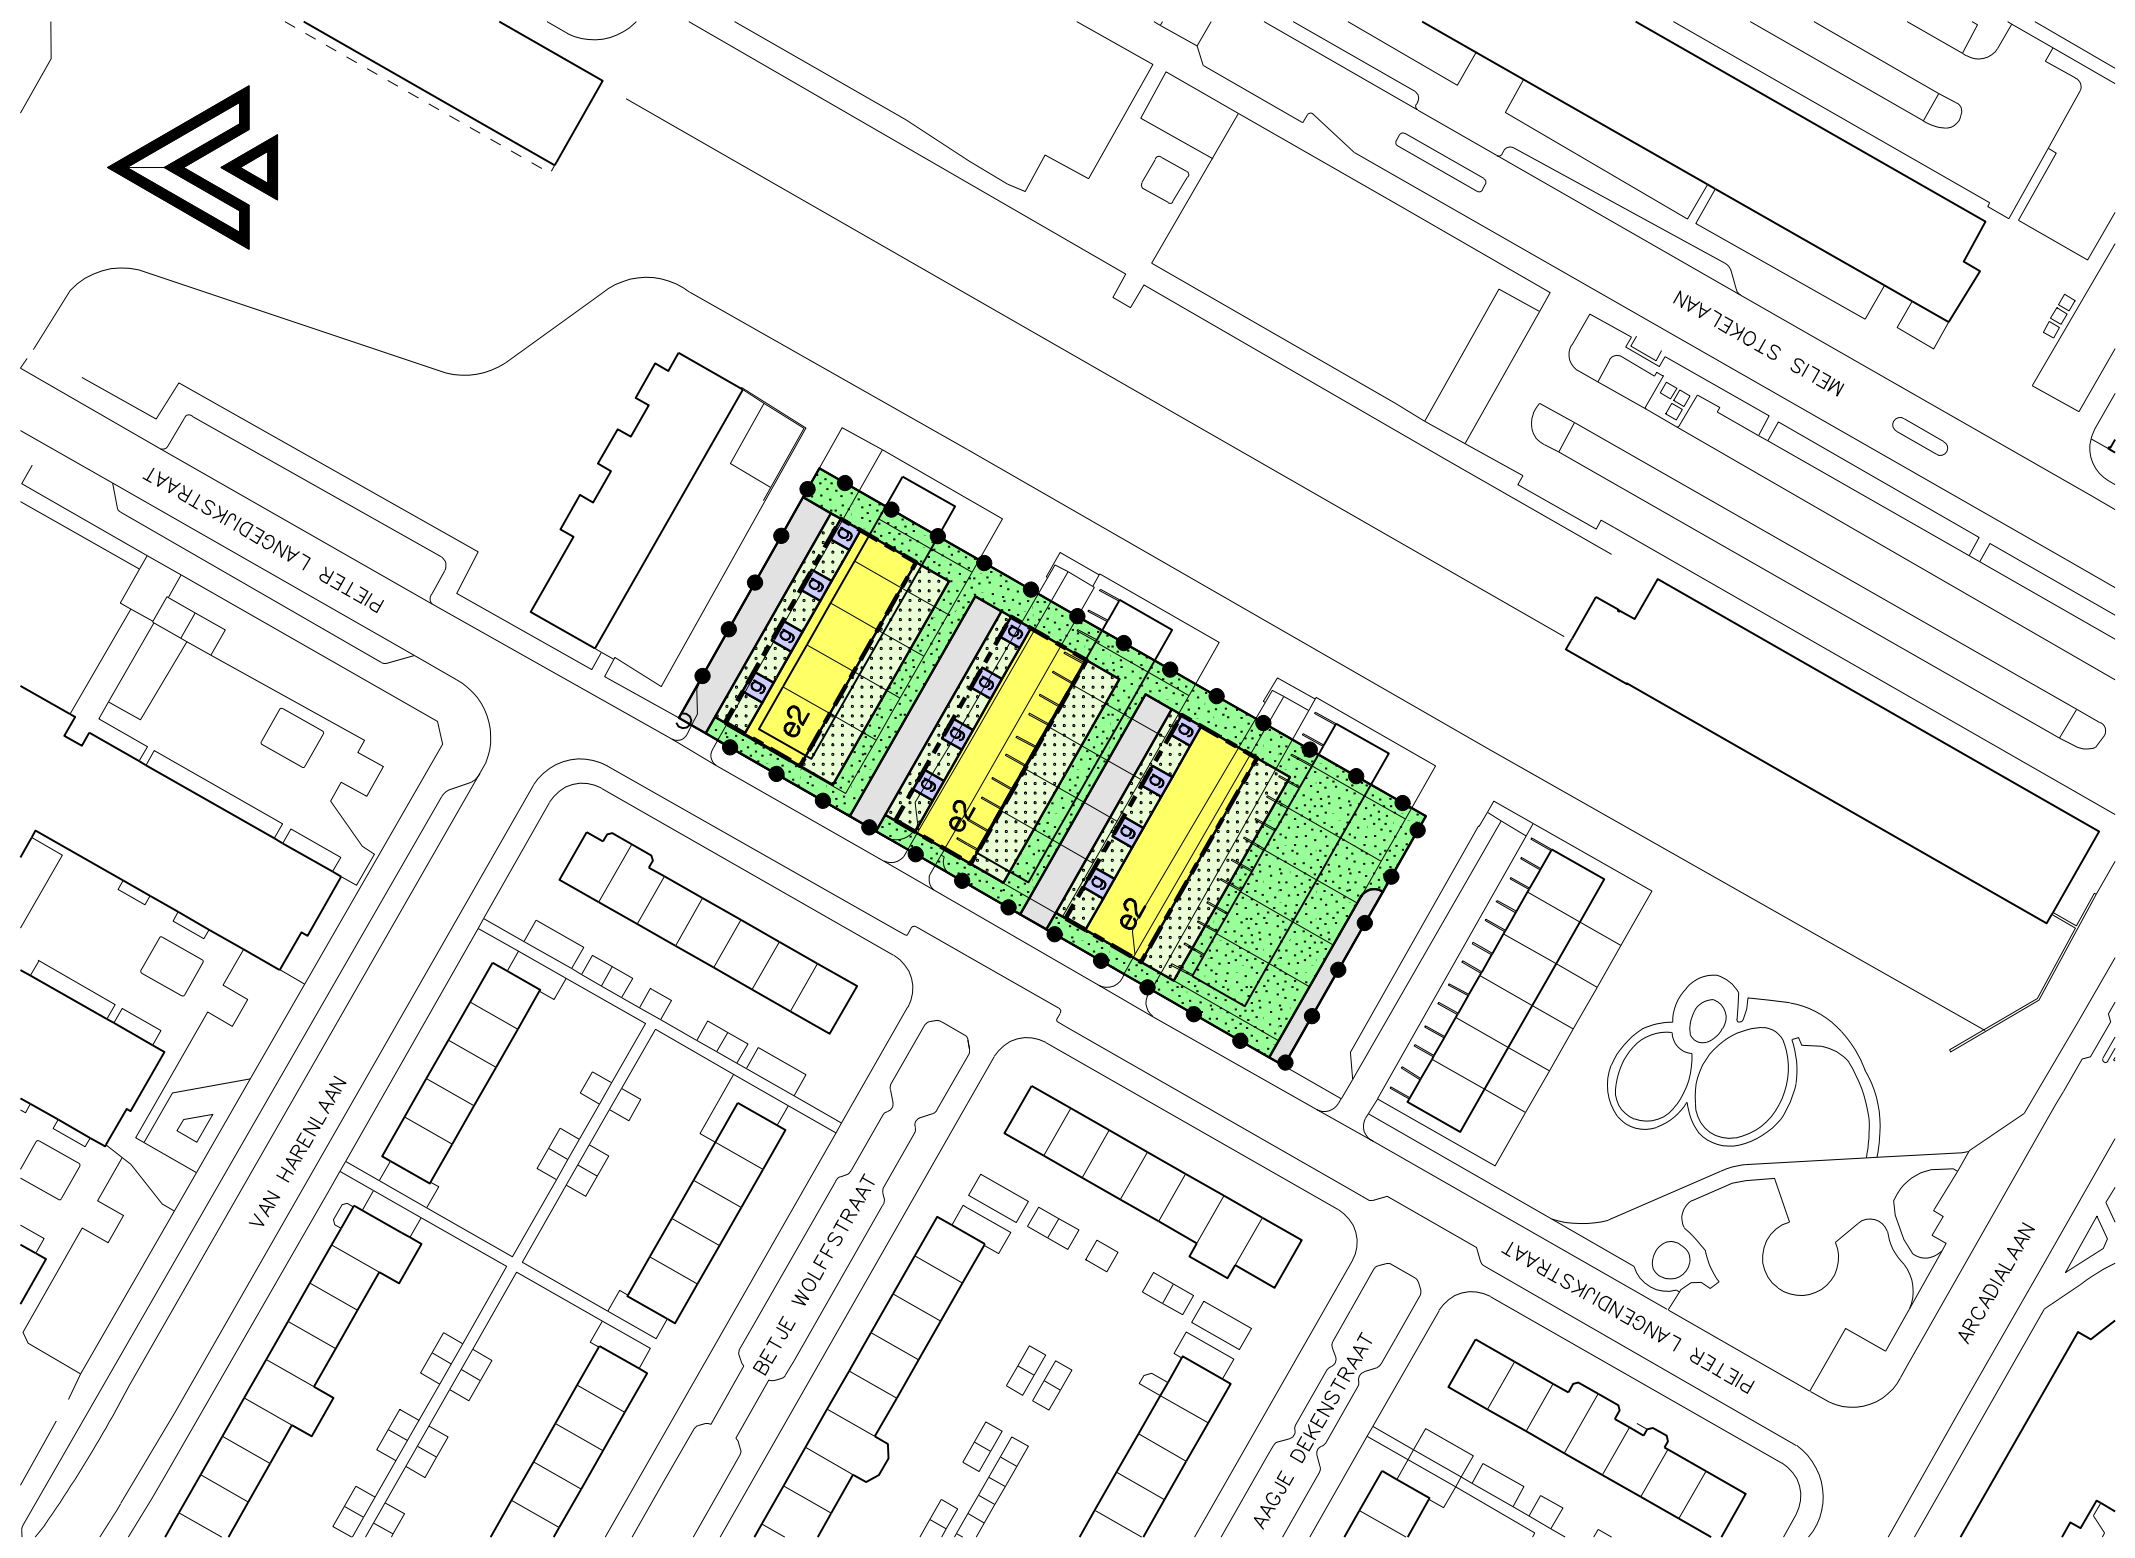 MELIS STOKELAAN
PIETER LANGEDIJKSTRAAT
g
g
g
g
e2
g
g
g
g
e2
g
g
g
g
e2
VAN HARENLAAN
BETJE WOLFFSTRAAT
AAGJE DEKENSTRAAT
PIETER LANGENDIJKSTRAAT
ARCADIALAAN